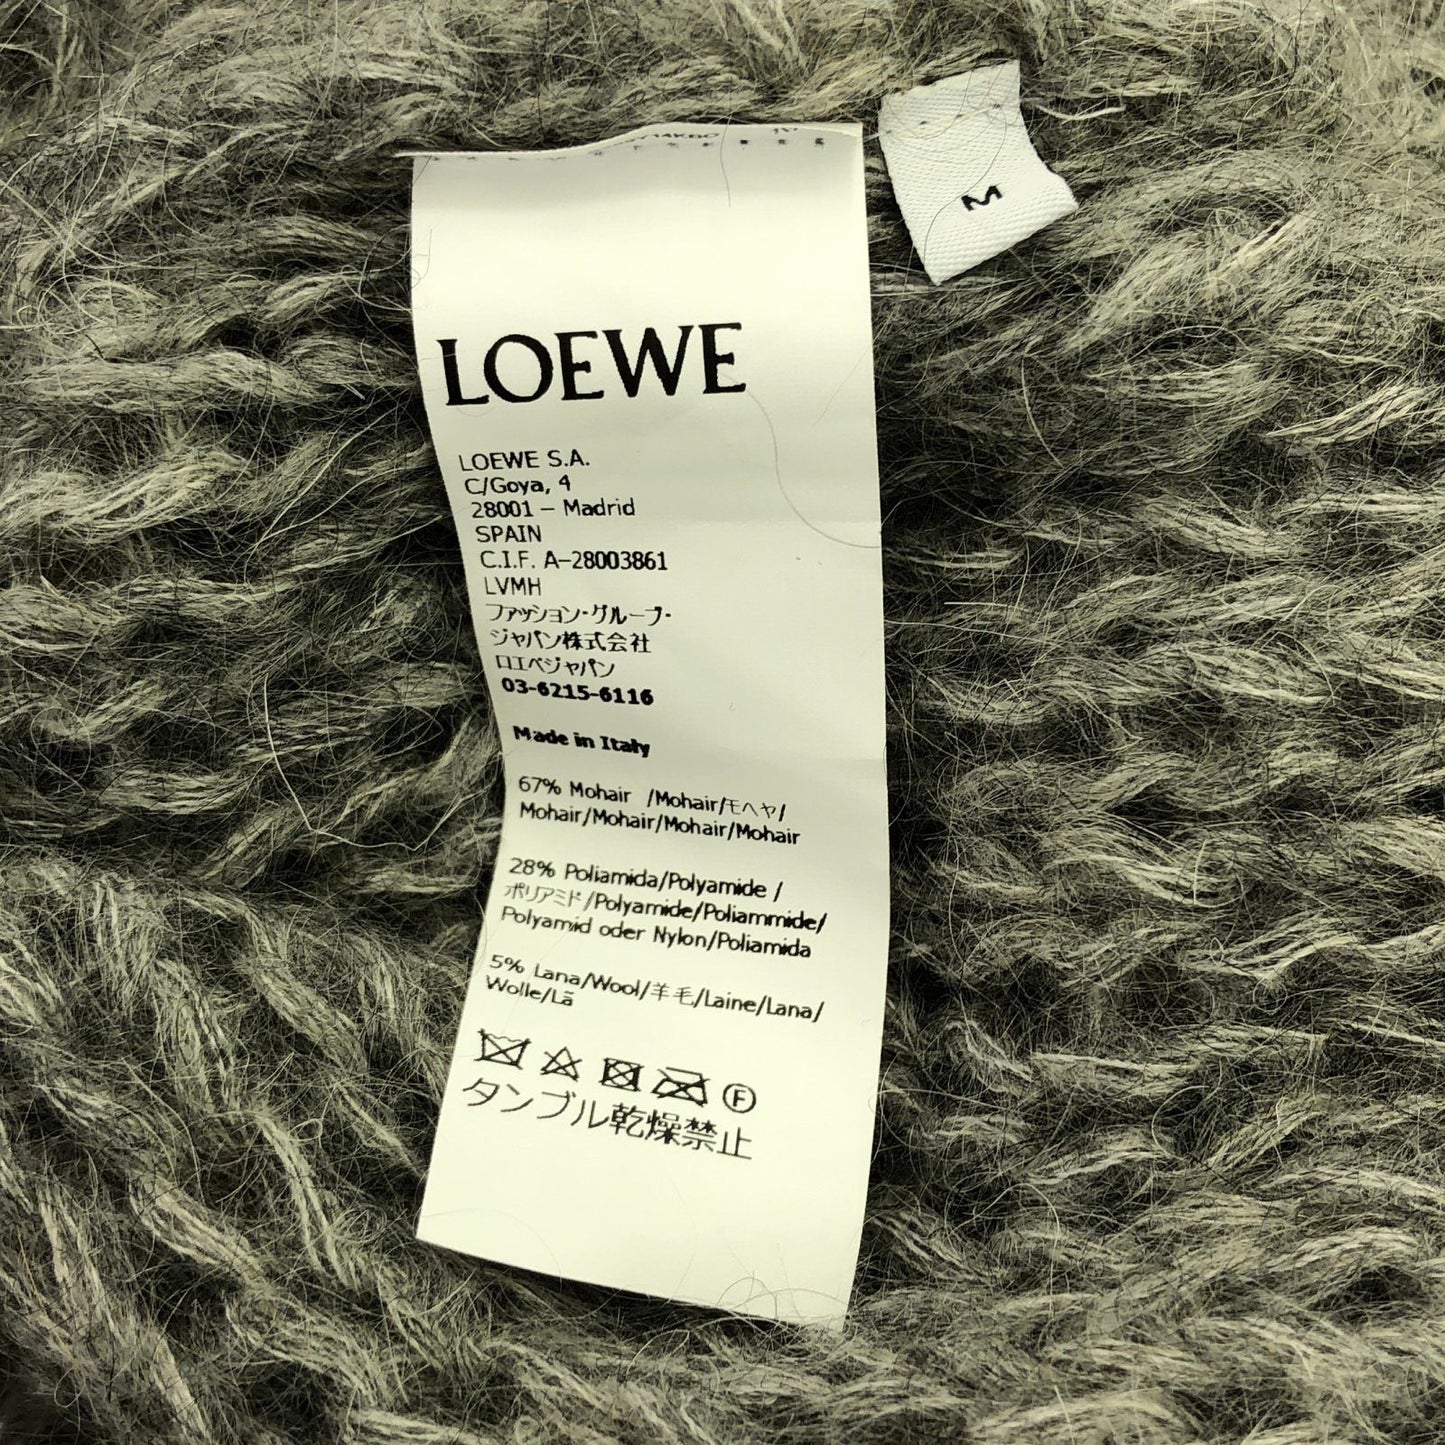 M
LOEWE
LOEWE S.A.
C/Goya, 4
28001 – Madrid
SPAIN
C.I.F. A-28003861
LVMH
ファッション・グループ・
ジャパン株式会社
ロエベジャパン
03-6215-6116
Made in Italy
67% Mohair /Mohair/モヘヤ/
Mohair/Mohair/Mohair/Mohair
28% Poliamida/Polyamide /
ポリアミド/Polyamide/Poliammide/
Polyamid oder Nylon/Poliamida
5% Lana/Wool/羊毛/Laine/Lana/
Wolle/Lã
F
タンブル乾燥禁止